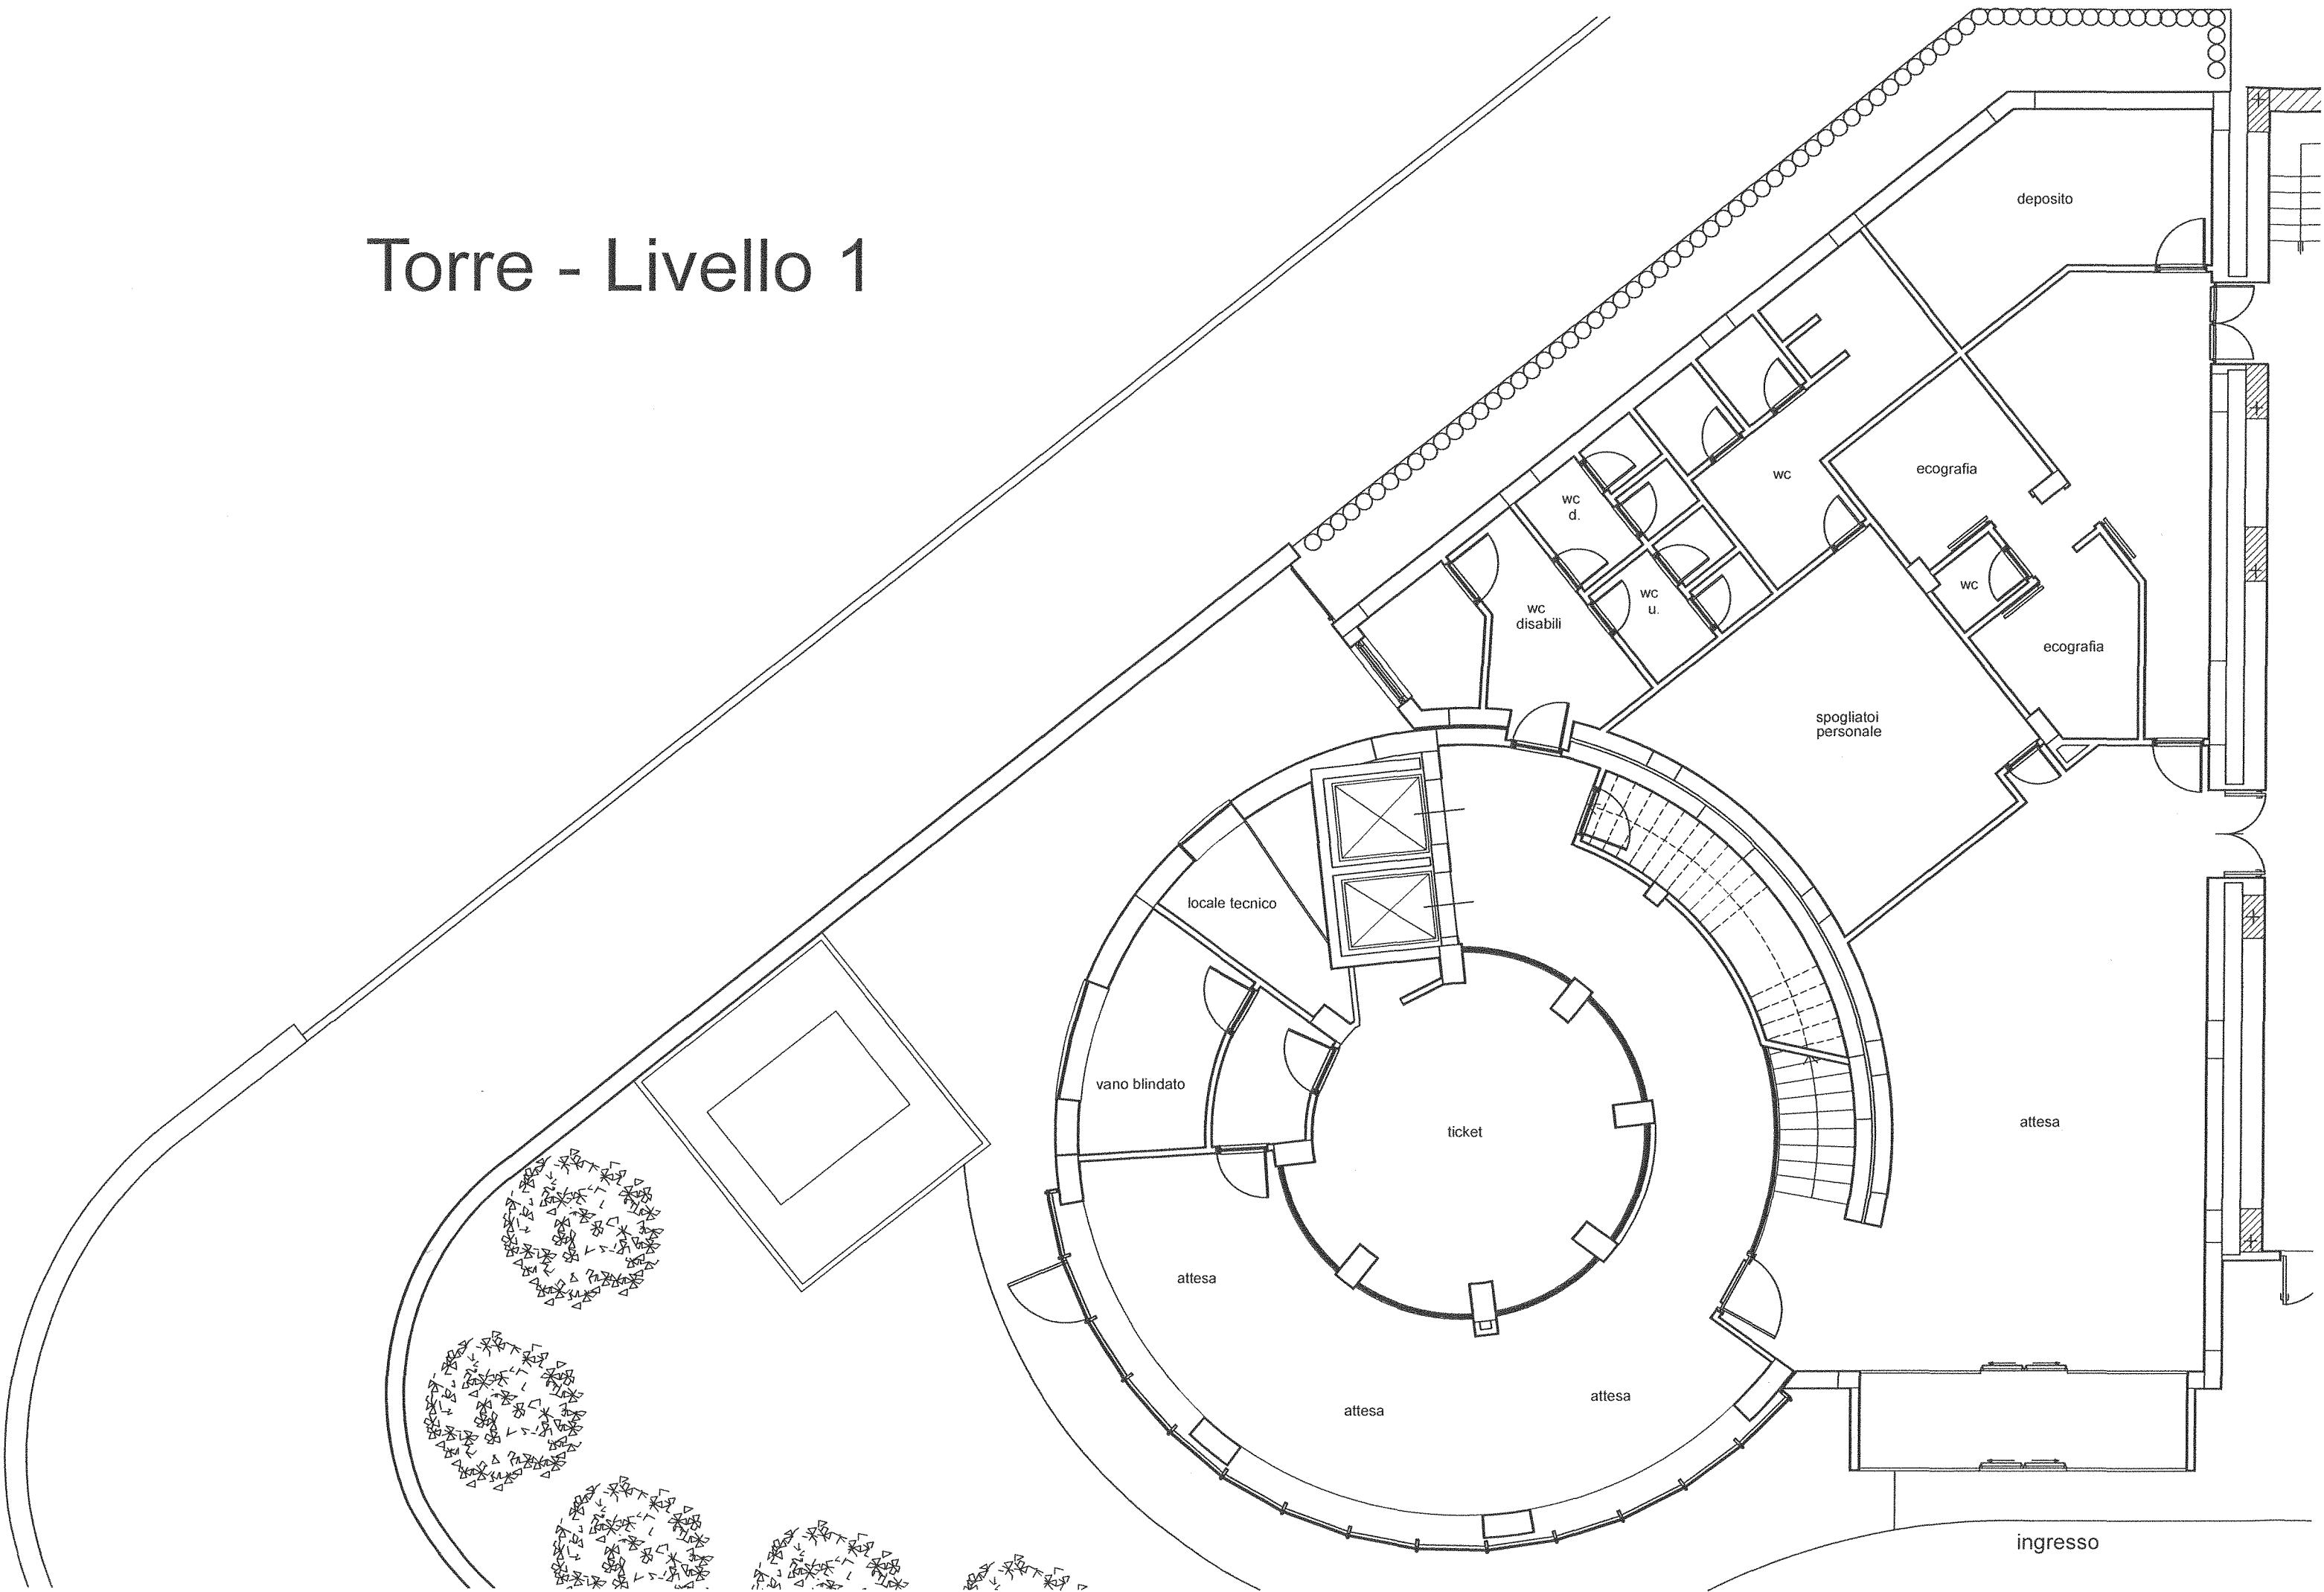 Torre - Livello 1
deposito
ecografia
wc
wc
d.
wc
wc
u.
wc
disabili
ecografia
spogliatoi
personale
locale tecnico
vano blindato
attesa
ticket
attesa
attesa
attesa
ingresso